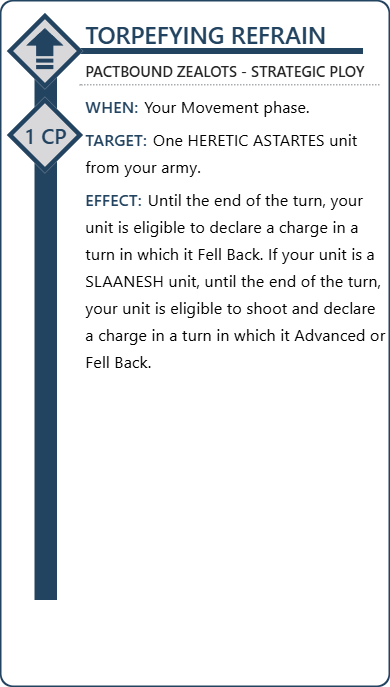 TORPEFYING REFRAIN
PACTBOUND ZEALOTS - STRATEGIC PLOY
WHEN: Your Movement phase.
1 CP
TARGET: One HERETIC ASTARTES unit
from your army.
EFFECT: Until the end of the turn, your
unit is eligible to declare a charge in a
turn in which it Fell Back. If your unit is a
SLAANESH unit, until the end of the turn,
your unit is eligible to shoot and declare
a charge in a turn in which it Advanced or
Fell Back.